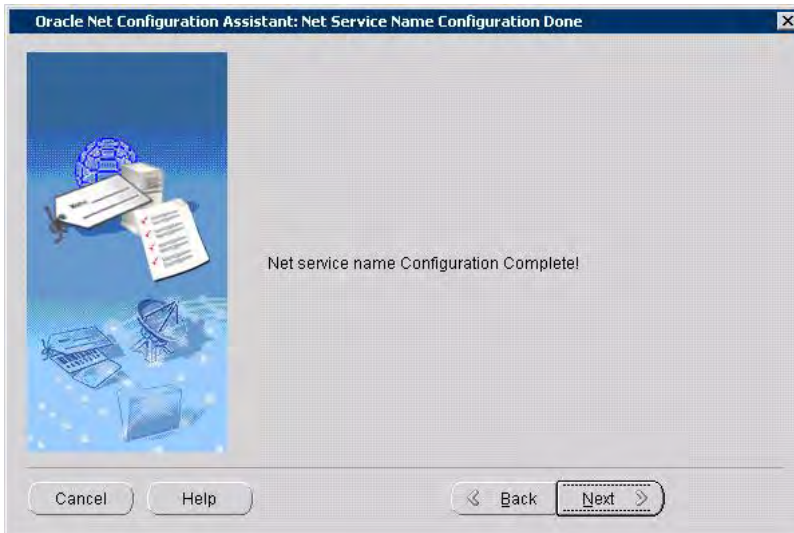 Oracle Net Configuration Assistant: Net Service Name Configuration Done
Net service name Configuration Complete!
Cancel
Help
Back
Next